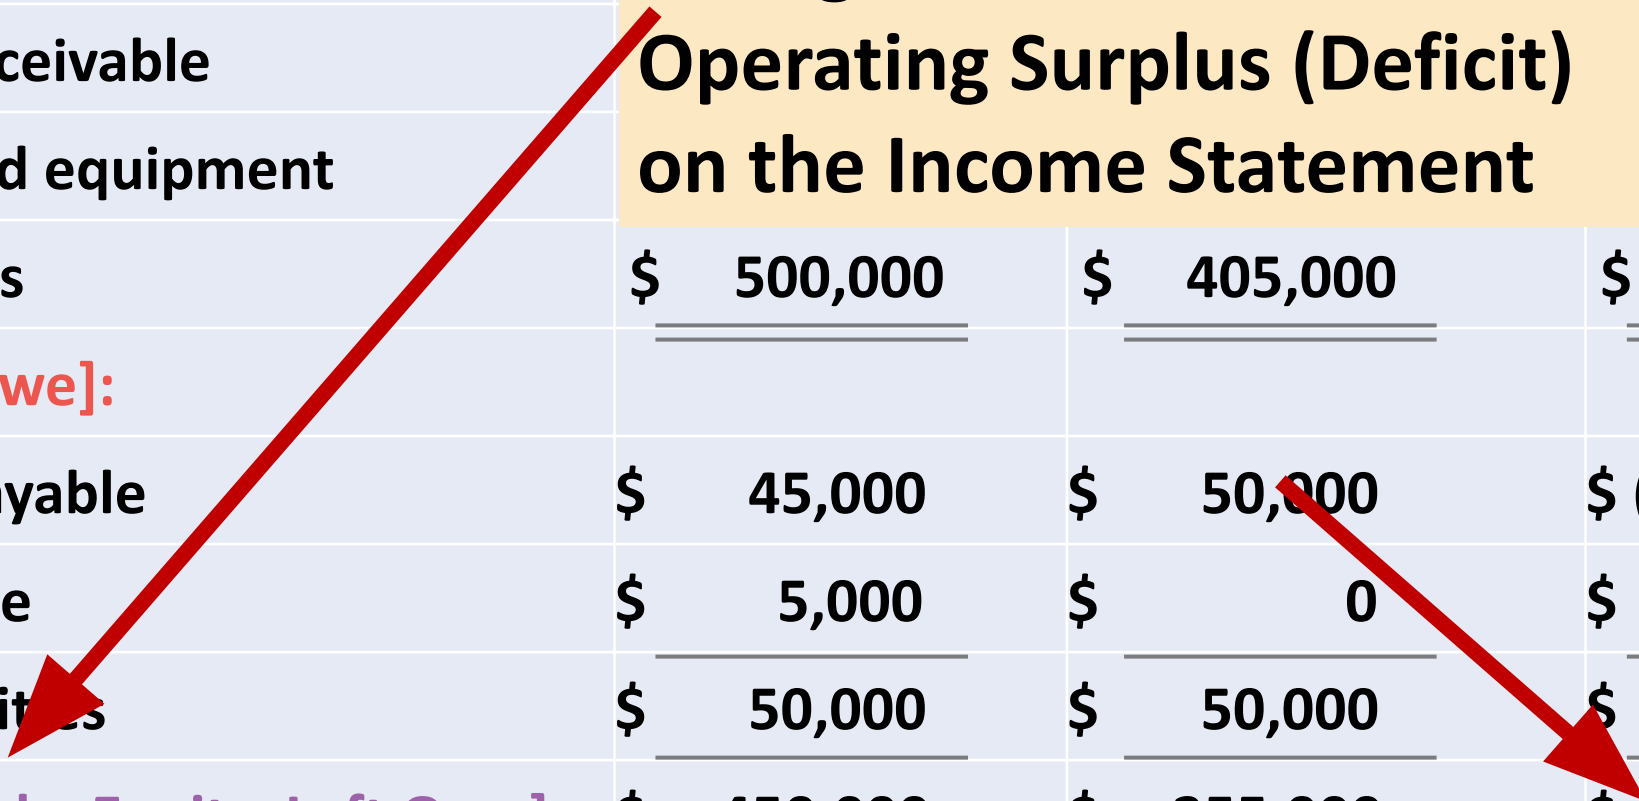 Operating Surplus (Deficit)
on the Income Statement
ceivable
d equipment
s $ 500,000 $ 405,000 $
we]:
yable $ 45,000 $ 50,000 $ (
e $ 5,000 $ 0 $
ities $ 50,000 $ 50,000 $